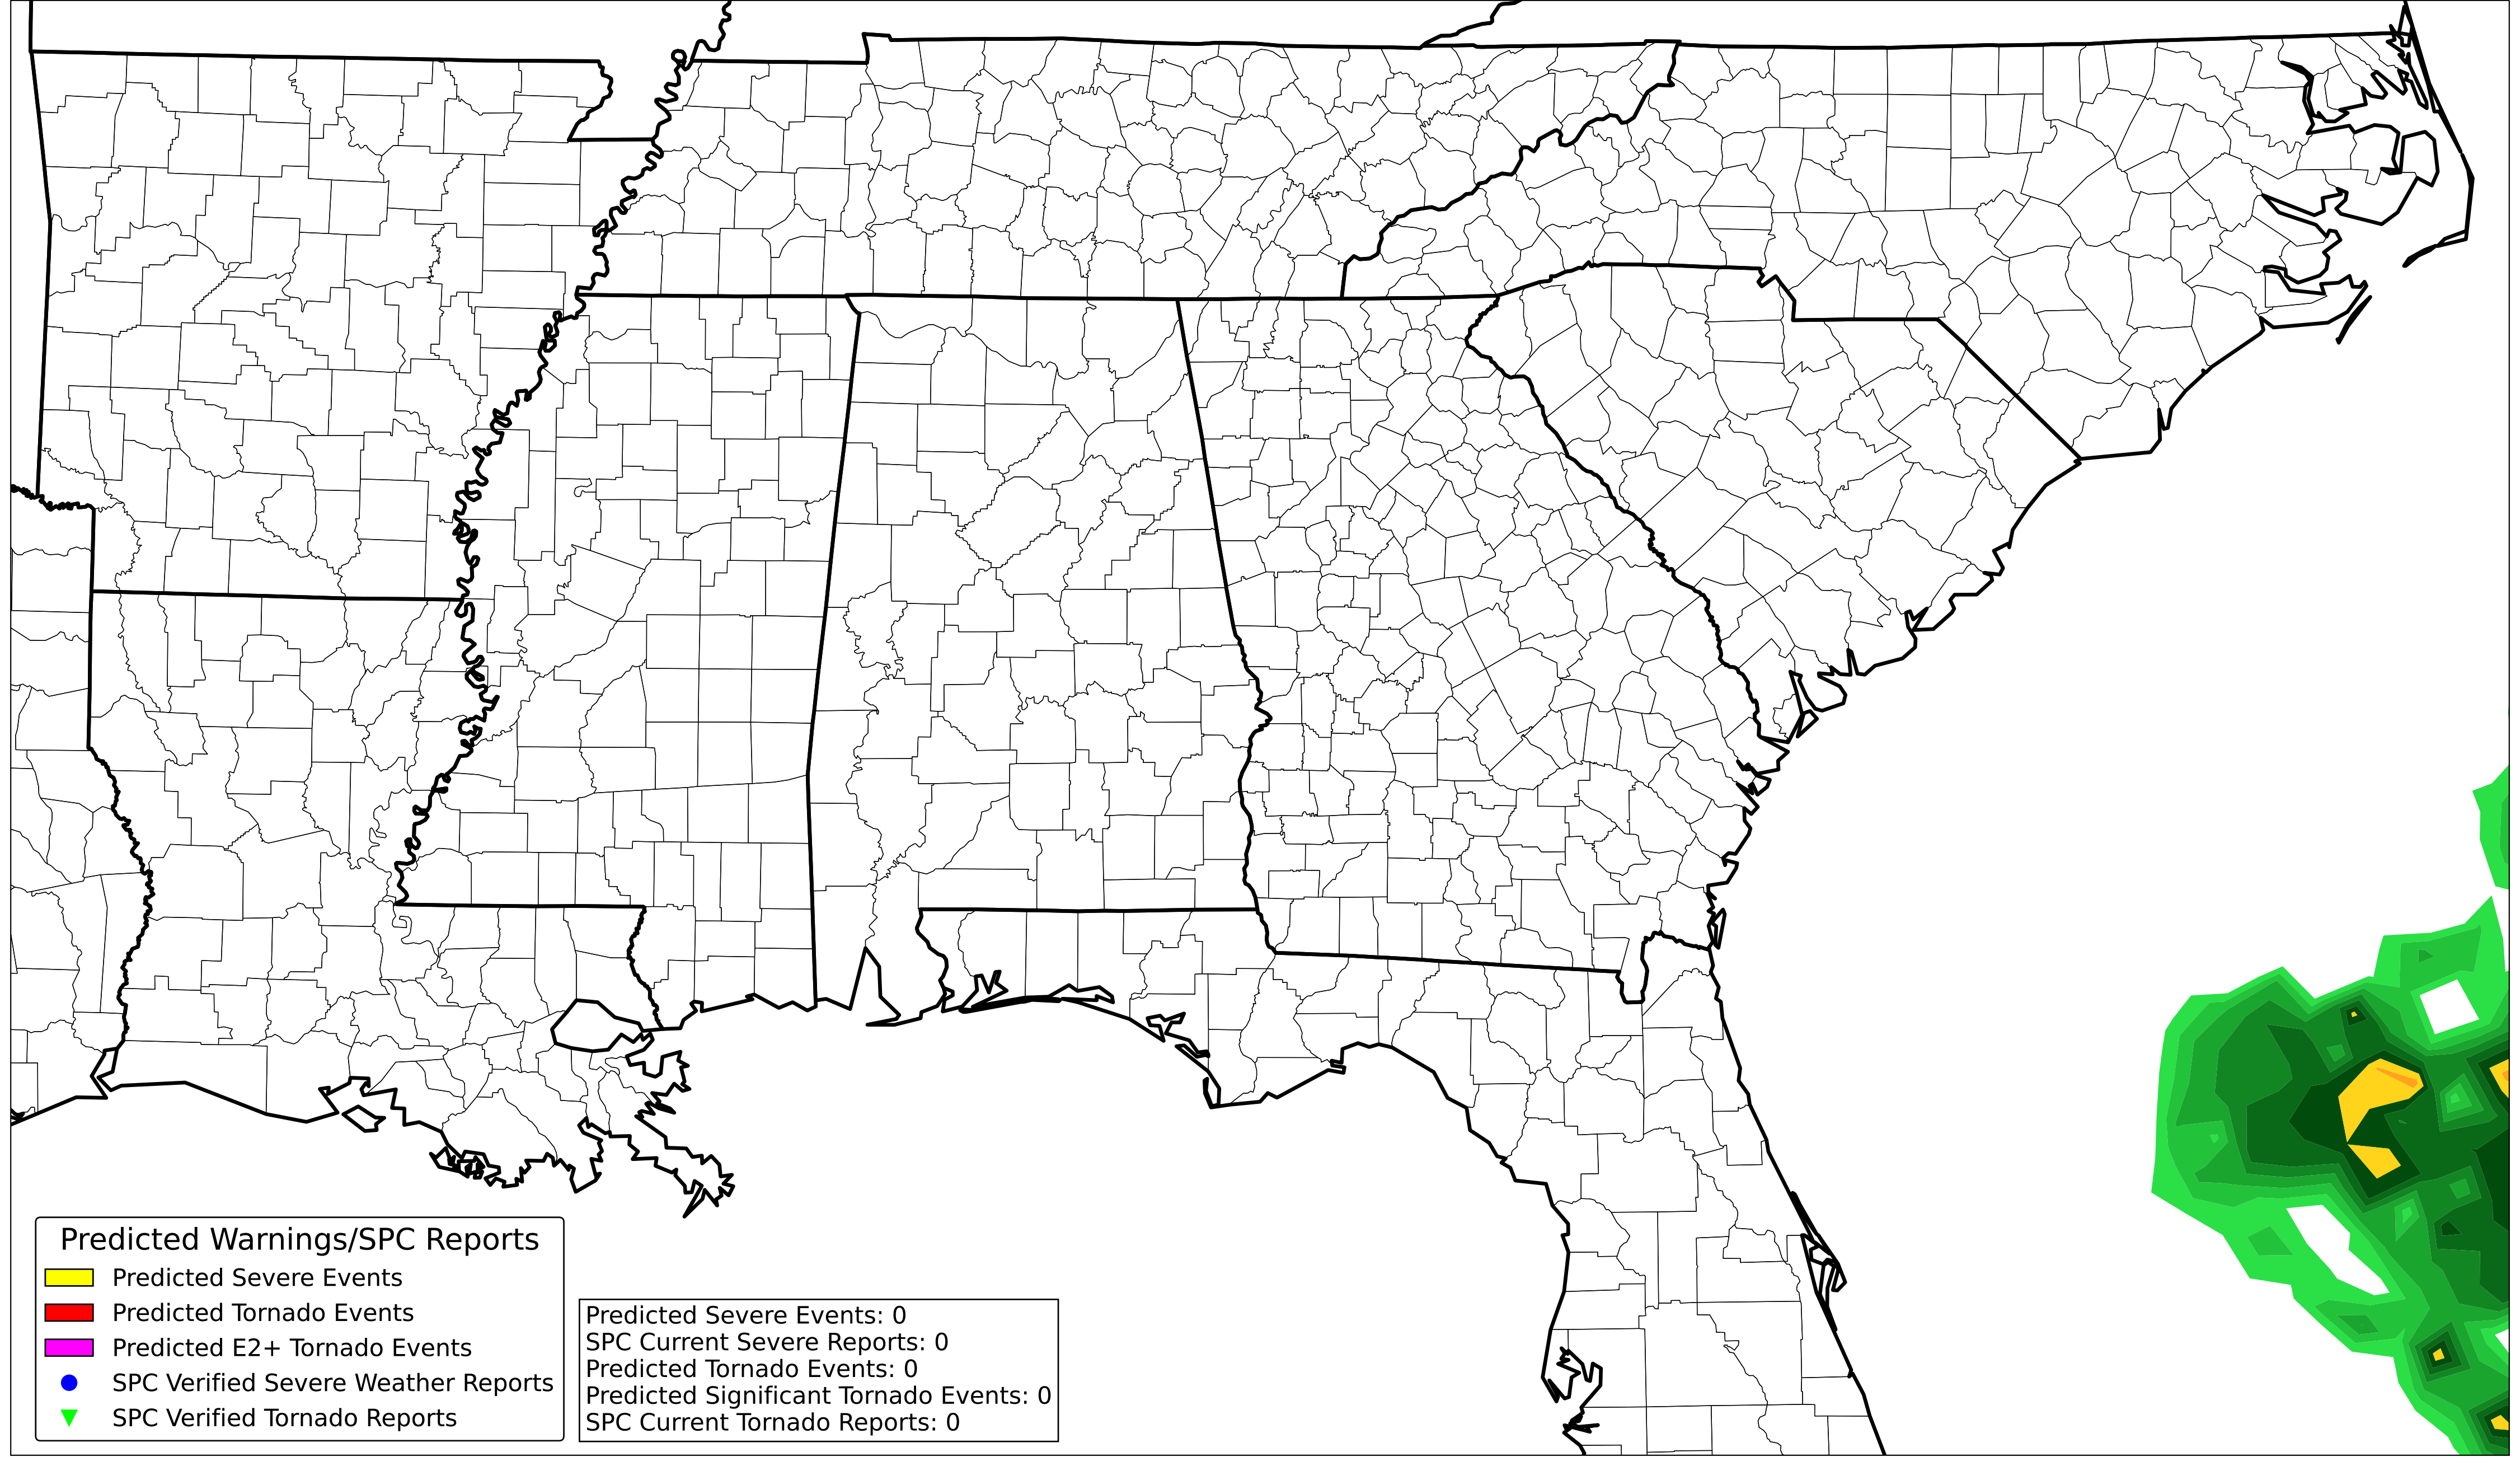 Predicted Warnings/SPC Reports
Predicted Severe Events
Predicted Tornado Events
Predicted E2+ Tornado Events
SPC Verified Severe Weather Reports
SPC Verified Tornado Reports
Predicted Severe Events: 0
SPC Current Severe Reports: 0
Predicted Tornado Events: 0
Predicted Significant Tornado Events: 0
SPC Current Tornado Reports: 0